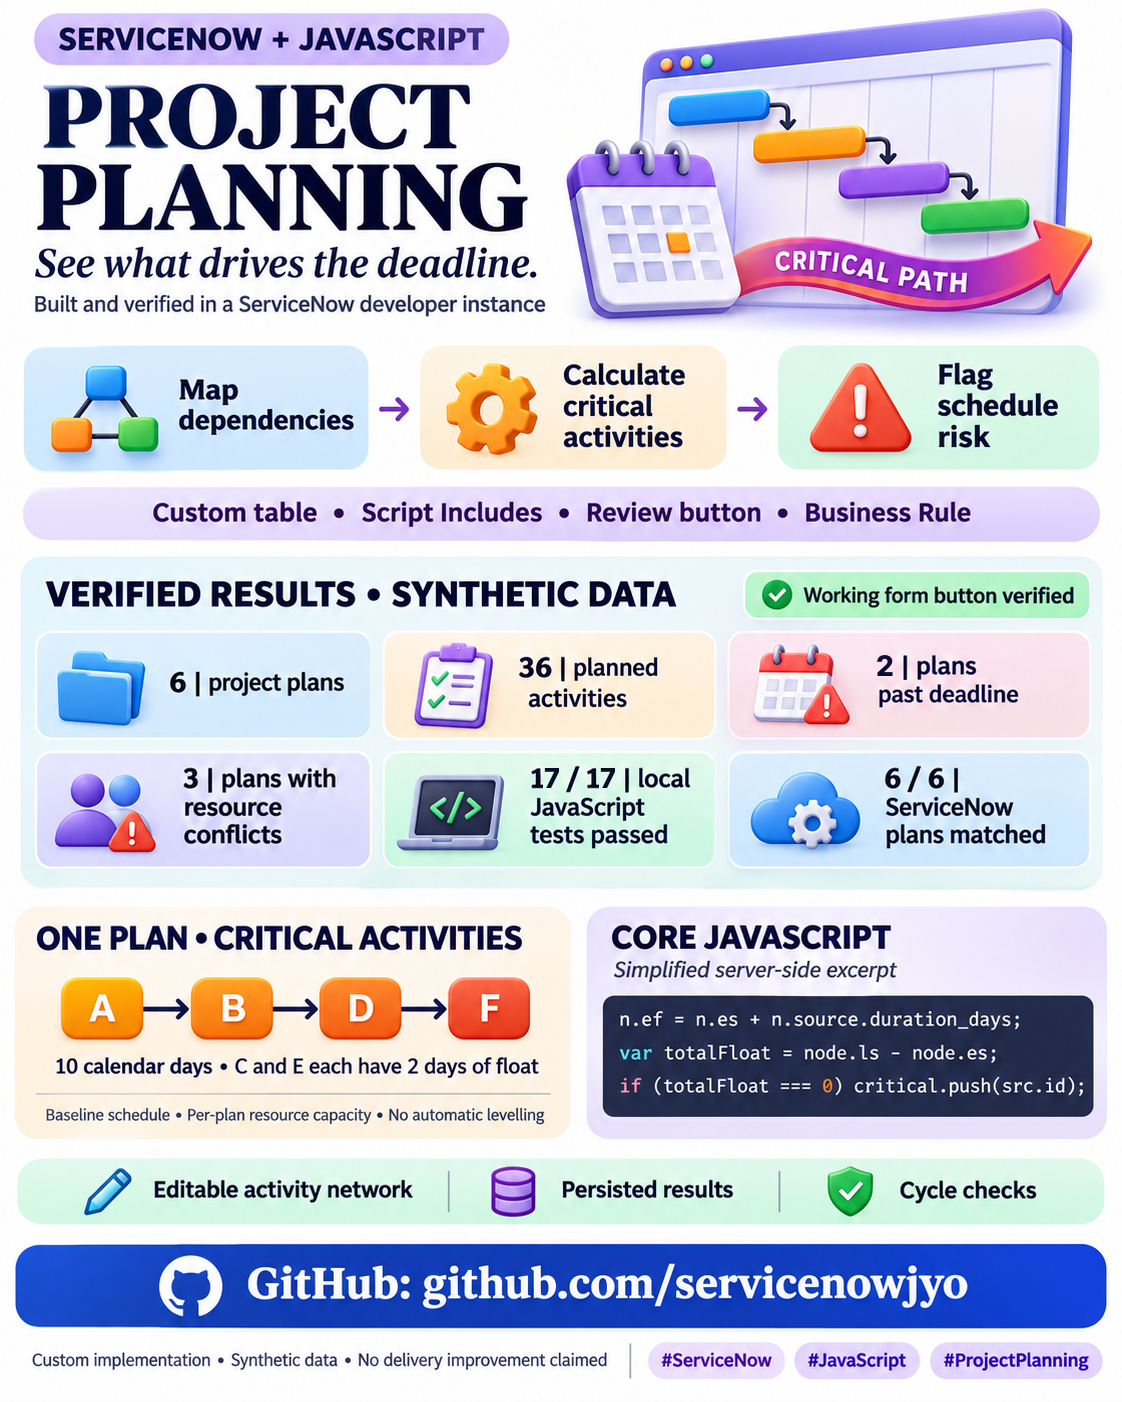 SERVICENOW + JAVASCRIPT
PROJECT
PLANNING
See what drives the deadline.
Built and verified in a ServiceNow developer instance
CRITICAL PATH
Map
dependencies
Calculate
critical
activities
Flag
schedule
risk
Custom table • Script Includes • Review button • Business Rule
VERIFIED RESULTS • SYNTHETIC DATA
Working form button verified
6 | project plans
36 | planned
activities
2 | plans
past deadline
3 | plans with
resource
conflicts
</>
17 / 17 | local
JavaScript
tests passed
6 / 6 |
ServiceNow
plans matched
ONE PLAN • CRITICAL ACTIVITIES
A B D F
10 calendar days • C and E each have 2 days of float
Baseline schedule • Per-plan resource capacity • No automatic levelling
CORE JAVASCRIPT
Simplified server-side excerpt
n.ef = n.es + n.source.duration_days;
var totalFloat = node.ls - node.es;
if (totalFloat === 0) critical.push(src.id);
Editable activity network
Persisted results
Cycle checks
GitHub: github.com/servicenowjyo
Custom implementation • Synthetic data • No delivery improvement claimed
#ServiceNow #JavaScript #ProjectPlanning